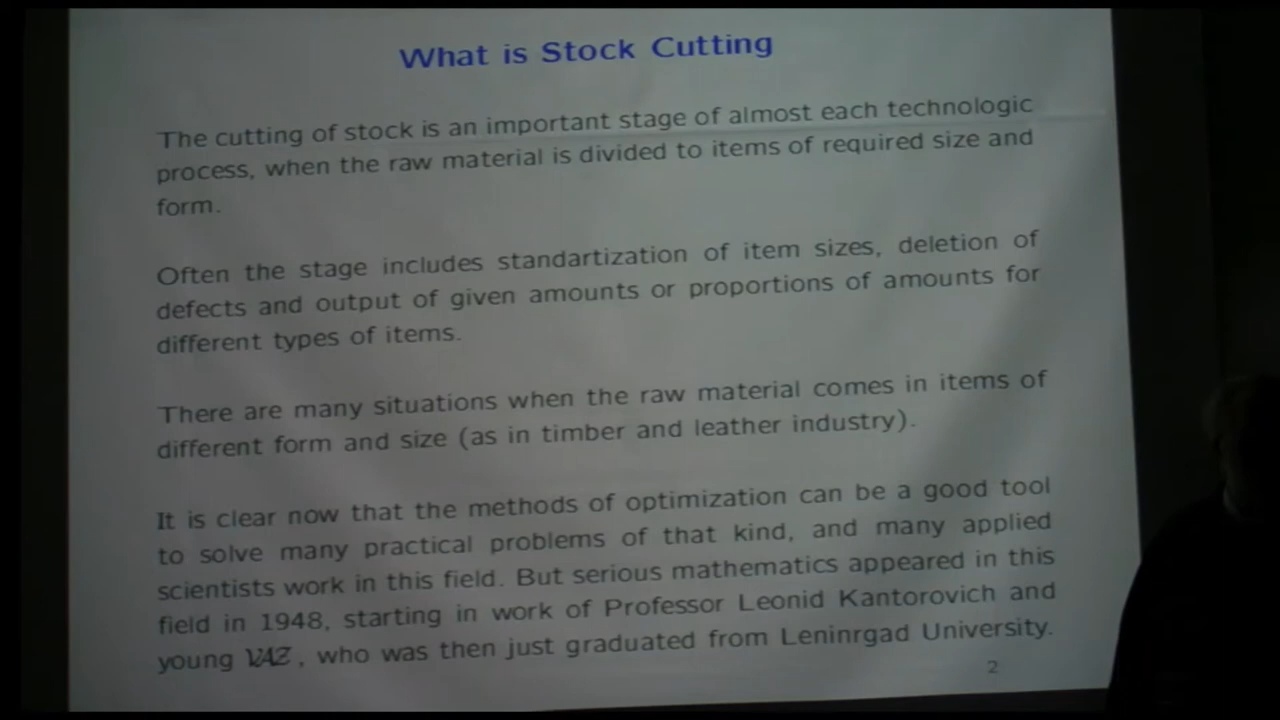 What is Stock Cutting
The cutting of stock is an important stage of almost each technologic
process, when the raw material is divided to items of required size and
form.
Often the stage includes standartization of item sizes, deletion of
defects and output of given amounts or proportions of amounts for
different types of items.
There are many situations when the raw material comes in items of
different form and size (as in timber and leather industry).
It is clear now that the methods of optimization can be a good tool
to solve many practical problems of that kind, and many applied
scientists work in this field. But serious mathematics appeared in this
field in 1948, starting in work of Professor Leonid Kantorovich and
young VAZ, who was then just graduated from Leninrgad University.
2